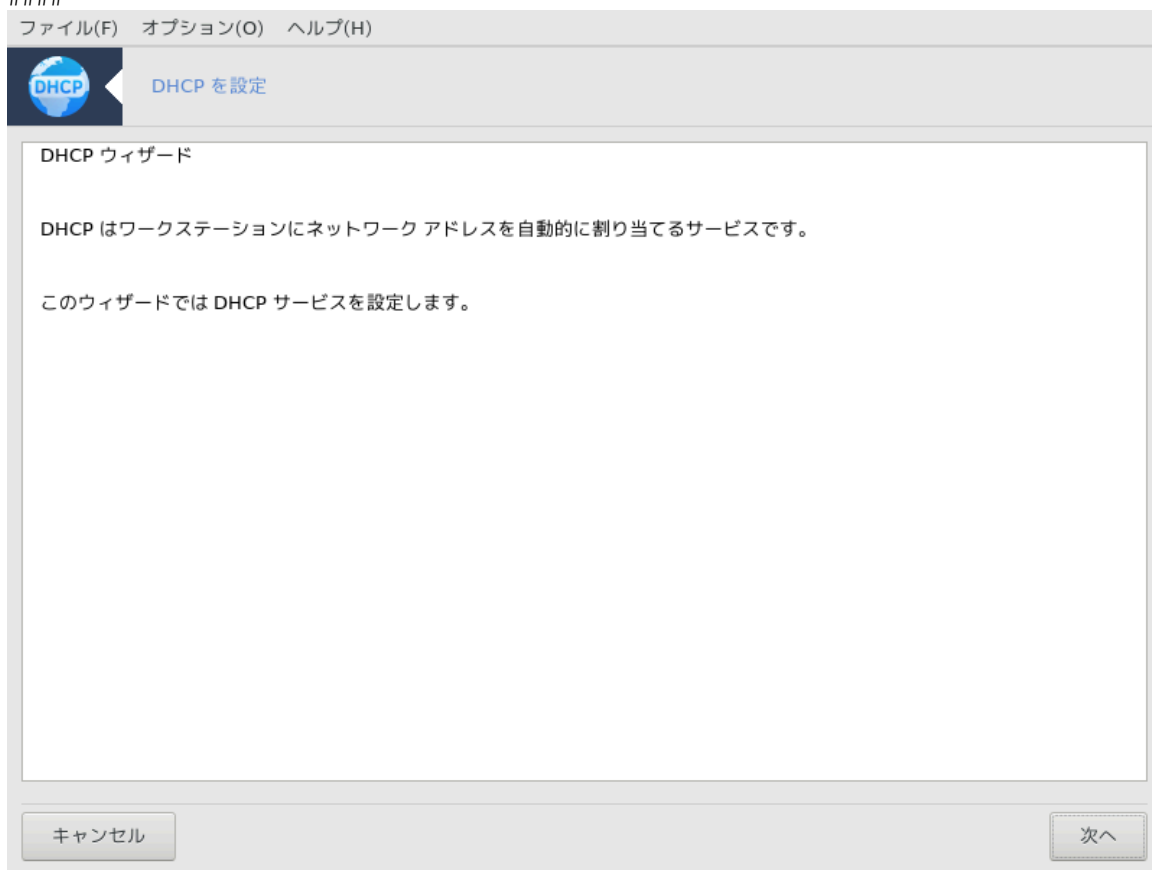 ファイル(F) オプション(O) ヘルプ(H)
DHCP
DHCP を設定
DHCP ウィザード
DHCP はワークステーションにネットワーク アドレスを自動的に割り当てるサービスです。
このウィザードでは DHCP サービスを設定します。
キャンセル
次へ